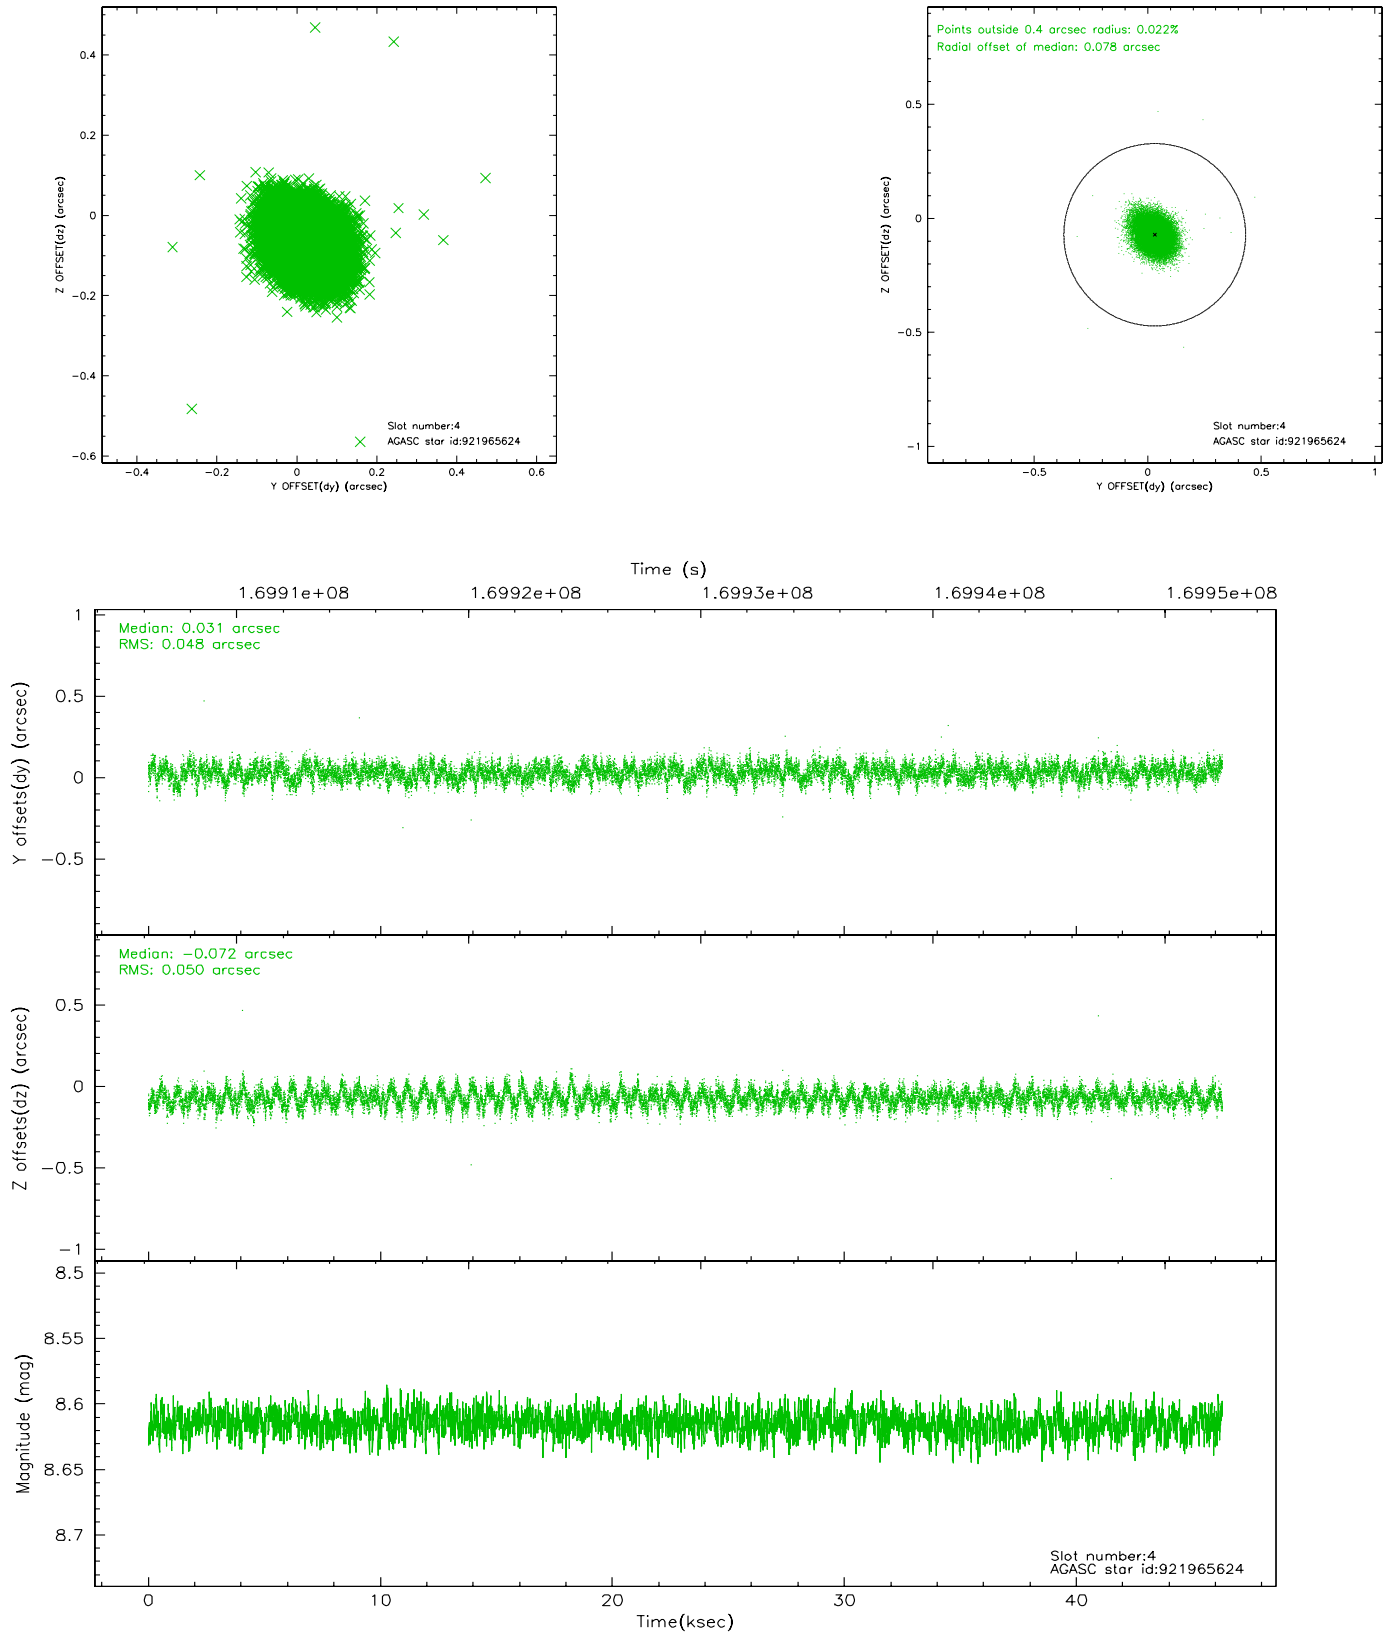 0.4
0.2
0
−0.2
−0.4
−0.6
Z OFFSET(dz) (arcsec)
−0.4 −0.2 0 0.2 0.4 0.6
Y OFFSET(dy) (arcsec)
Slot number:4
AGASC star id:921965624
Points outside 0.4 arcsec radius: 0.022%
Radial offset of median: 0.078 arcsec
0.5
0
−0.5
−1
Z OFFSET(dz) (arcsec)
−0.5 0 0.5 1
Y OFFSET(dy) (arcsec)
Slot number:4
AGASC star id:921965624
Time (s)
1.6991e+08 1.6992e+08 1.6993e+08 1.6994e+08 1.6995e+08
Median: 0.031 arcsec
RMS: 0.048 arcsec
1
0.5
0
−0.5
Y offsets(dy) (arcsec)
Median: −0.072 arcsec
RMS: 0.050 arcsec
0.5
0
−0.5
−1
Z offsets(dz) (arcsec)
8.5
8.55
8.6
8.65
8.7
Magnitude (mag)
Slot number:4
AGASC star id:921965624
0 10 20 30 40
Time(ksec)